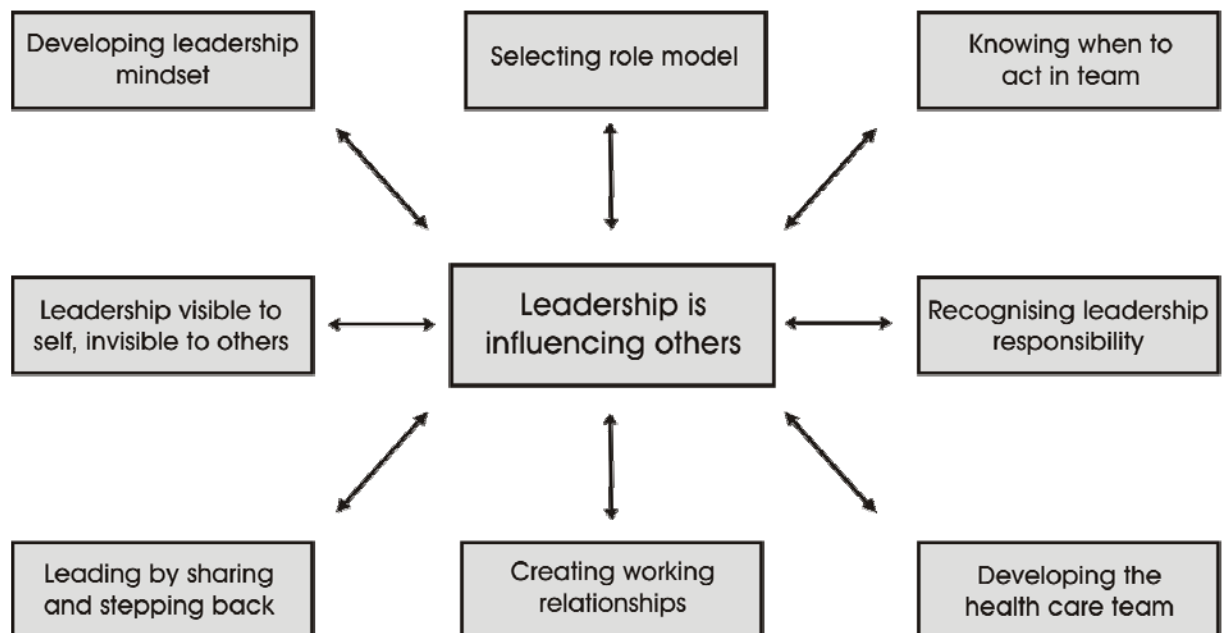 Developing leadership
mindset
Selecting role model
Knowing when to
act in team
Leadership visible to
self, invisible to others
Leadership is
influencing others
Recognising leadership
responsibility
Leading by sharing
and stepping back
Creating working
relationships
Developing the
health care team